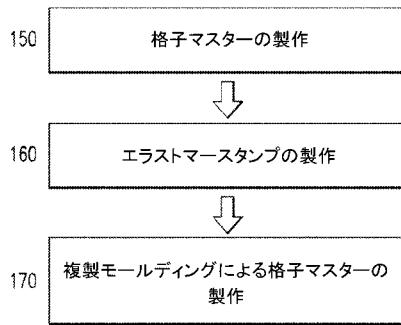 150
格子マスターの製作
160
エラストマースタンプの製作
170
複製モールディングによる格子マスターの
製作